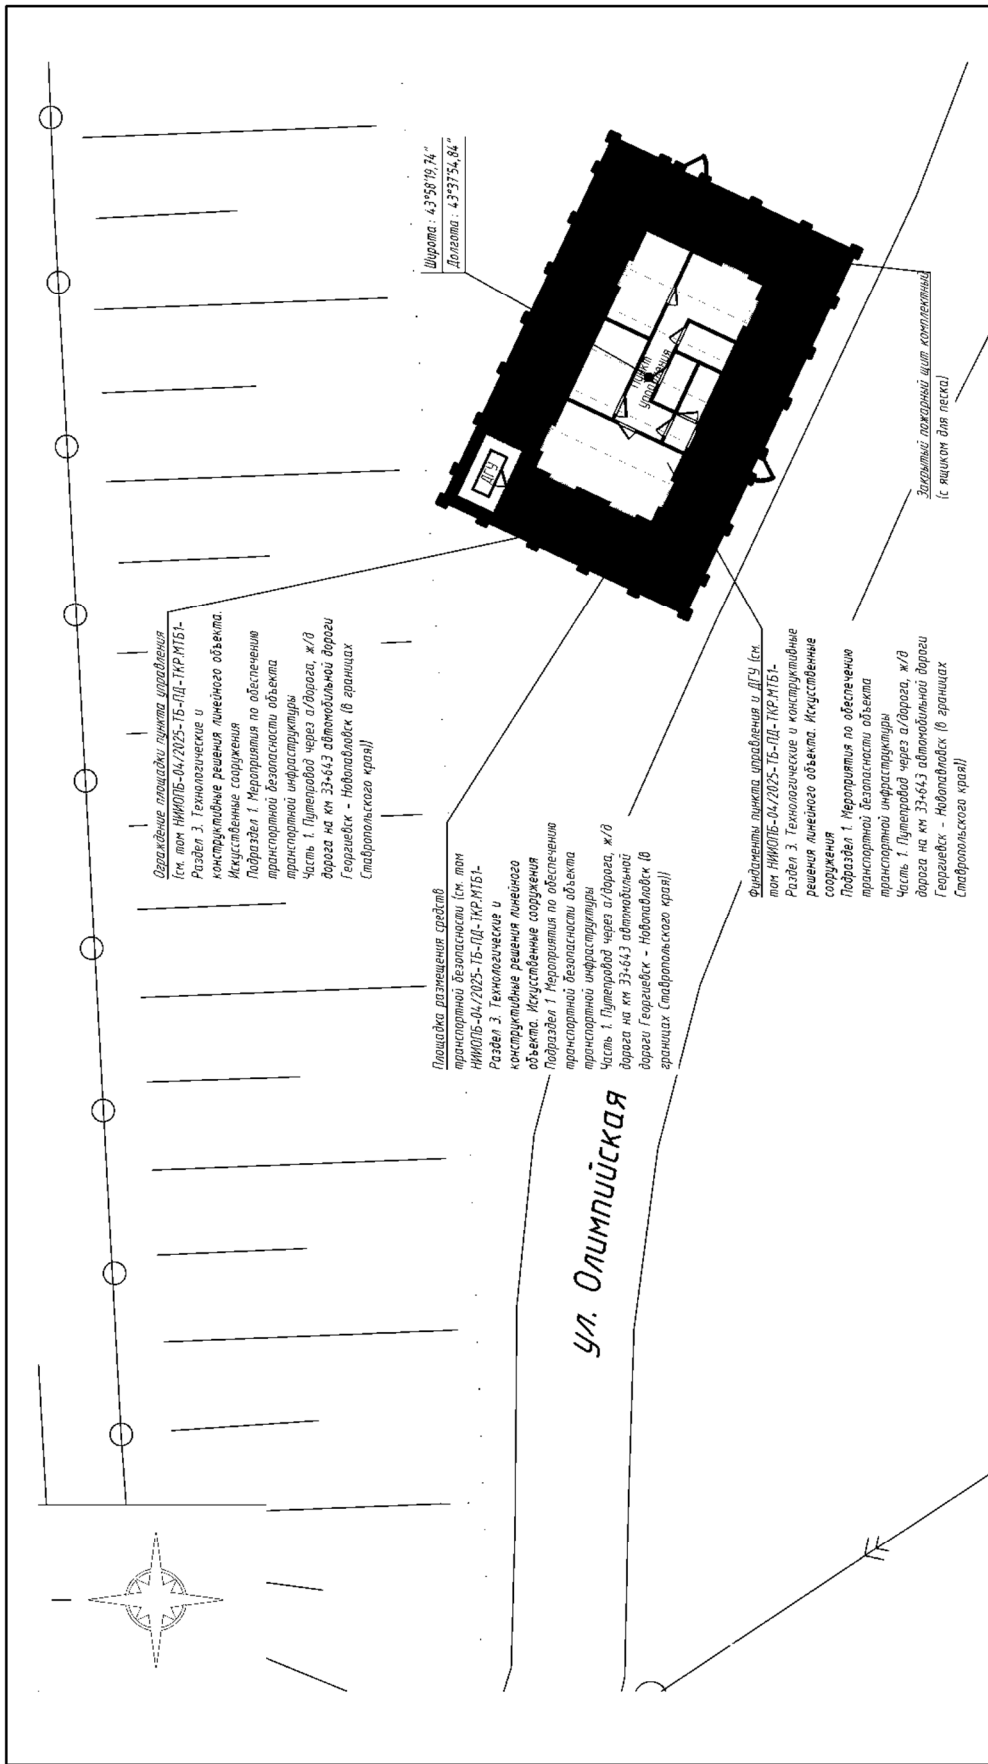 Широта : 43°58'19,74"
Долгота : 43°37'54,84"
ДГУ
Пункт
управления
Закрытый пожарный щит комплектный
(с ящиком для песка)
Ограждение площадки пункта управления
(см. том НИИОПБ-04/2025-ТБ-ПД-ТКР.МТБ1-
Раздел 3. Технологические и
конструктивные решения линейного объекта.
Искусственные сооружения
Подраздел 1. Мероприятия по обеспечению
транспортной безопасности объекта
транспортной инфраструктуры
Часть 1. Путепровод через а/дорога, ж/д
дорога на км 33+643 автомобильной дороги
Георгиевск - Новопавловск (в границах
Ставропольского края))
Площадка размещения средств
транспортной безопасности (см. том
НИИОПБ-04/2025-ТБ-ПД-ТКР.МТБ1-
Раздел 3. Технологические и
конструктивные решения линейного
объекта. Искусственные сооружения
Подраздел 1 Мероприятия по обеспечению
транспортной безопасности объекта
транспортной инфраструктуры
Часть 1. Путепровод через а/дорога, ж/д
дорога на км 33+643 автомобильной
дороги Георгиевск - Новопавловск (в
границах Ставропольского края))
Фундаменты пункта управления и ДГУ (см.
том НИИОПБ-04/2025-ТБ-ПД-ТКР.МТБ1-
Раздел 3. Технологические и конструктивные
решения линейного объекта. Искусственные
сооружения
Подраздел 1. Мероприятия по обеспечению
транспортной безопасности объекта
транспортной инфраструктуры
Часть 1. Путепровод через а/дорога, ж/д
дорога на км 33+643 автомобильной дороги
Георгиевск - Новопавловск (в границах
Ставропольского края))
ул. Олимпийская